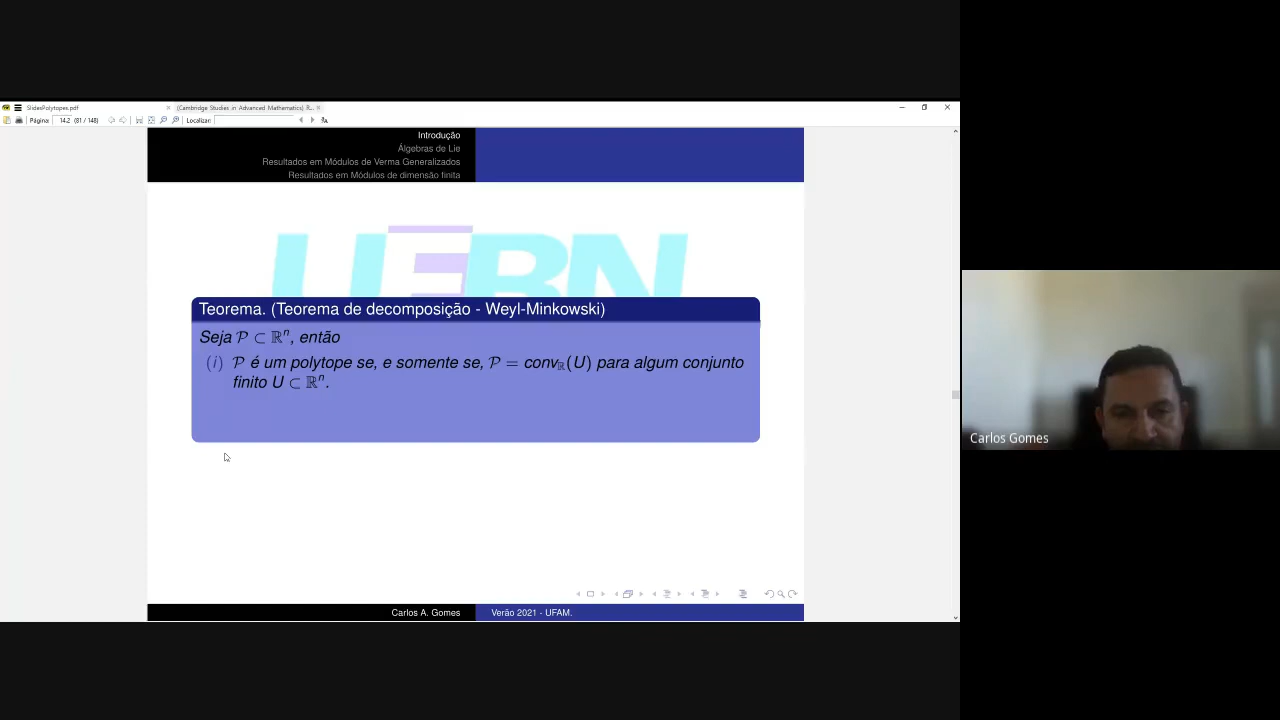 SlidesPolytopes.pdf
(Cambridge Studies in Advanced Mathematics) R...
Página: 14.2 (81 / 148)
Localizar:
Introdução
Álgebras de Lie
Resultados em Módulos de Verma Generalizados
Resultados em Módulos de dimensão finita
UFRN
Teorema. (Teorema de decomposição - Weyl-Minkowski)
Seja 𝒫 ⊂ ℝⁿ, então
(i) 𝒫 é um polytope se, e somente se, 𝒫 = conv_ℝ(U) para algum conjunto
finito U ⊂ ℝⁿ.
Carlos A. Gomes
Verão 2021 - UFAM.
Carlos Gomes